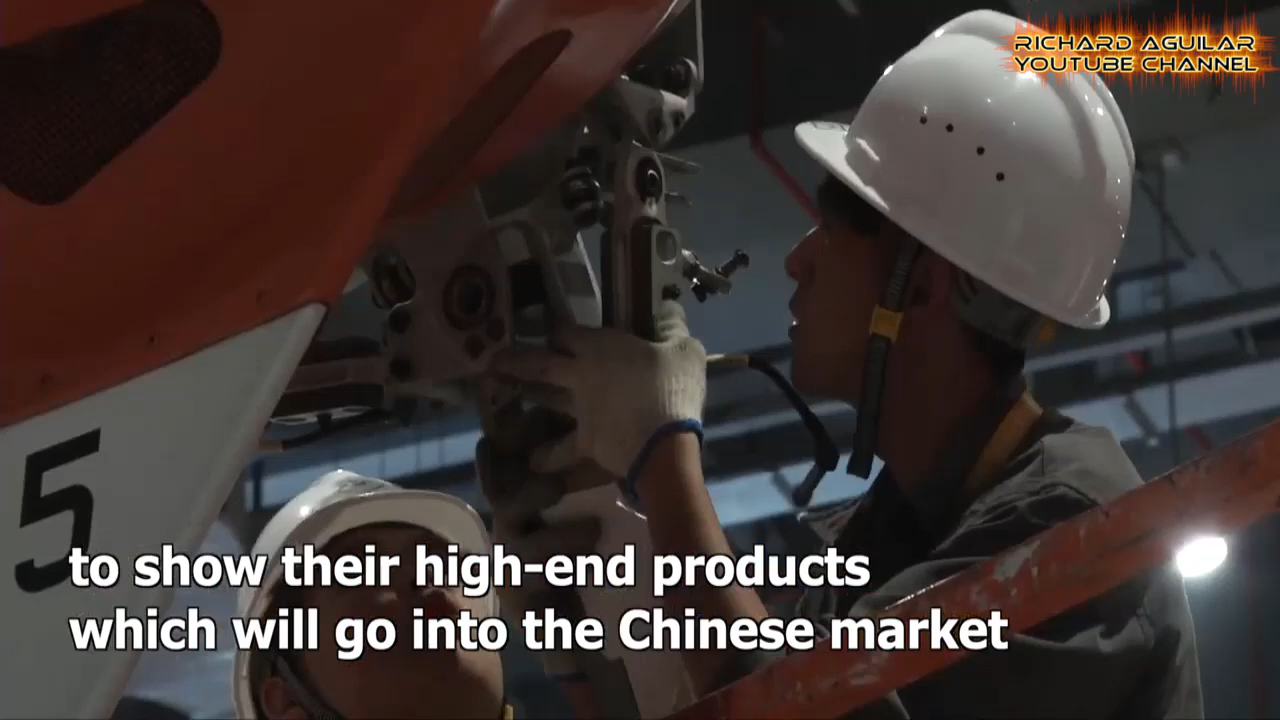 RICHARD AGUILAR
YOUTUBE CHANNEL
5
to show their high-end products
which will go into the Chinese market